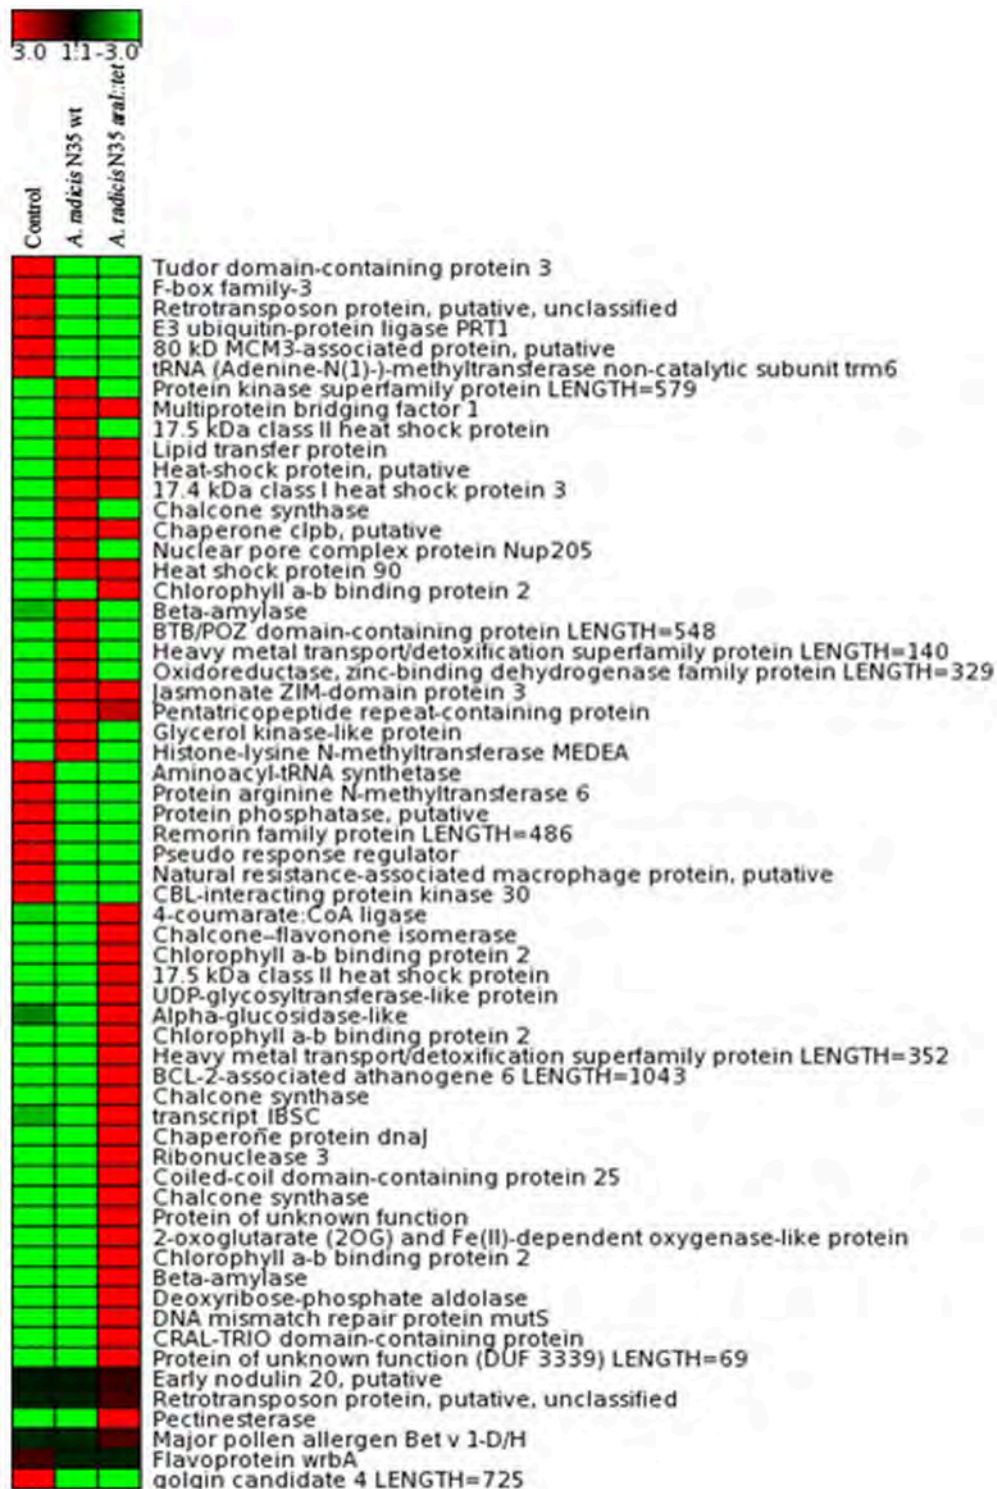 3.0 1:1 -3.0
Control
A. radicis N35 wt
A. radicis N35 araI::tet
Tudor domain-containing protein 3
F-box family-3
Retrotransposon protein, putative, unclassified
E3 ubiquitin-protein ligase PRT1
80 kD MCM3-associated protein, putative
tRNA (Adenine-N(1)-)-methyltransferase non-catalytic subunit trm6
Protein kinase superfamily protein LENGTH=579
Multiprotein bridging factor 1
17.5 kDa class II heat shock protein
Lipid transfer protein
Heat-shock protein, putative
17.4 kDa class I heat shock protein 3
Chalcone synthase
Chaperone clpb, putative
Nuclear pore complex protein Nup205
Heat shock protein 90
Chlorophyll a-b binding protein 2
Beta-amylase
BTB/POZ domain-containing protein LENGTH=548
Heavy metal transport/detoxification superfamily protein LENGTH=140
Oxidoreductase, zinc-binding dehydrogenase family protein LENGTH=329
Jasmonate ZIM-domain protein 3
Pentatricopeptide repeat-containing protein
Glycerol kinase-like protein
Histone-lysine N-methyltransferase MEDEA
Aminoacyl-tRNA synthetase
Protein arginine N-methyltransferase 6
Protein phosphatase, putative
Remorin family protein LENGTH=486
Pseudo response regulator
Natural resistance-associated macrophage protein, putative
CBL-interacting protein kinase 30
4-coumarate:CoA ligase
Chalcone--flavonone isomerase
Chlorophyll a-b binding protein 2
17.5 kDa class II heat shock protein
UDP-glycosyltransferase-like protein
Alpha-glucosidase-like
Chlorophyll a-b binding protein 2
Heavy metal transport/detoxification superfamily protein LENGTH=352
BCL-2-associated athanogene 6 LENGTH=1043
Chalcone synthase
transcript_IBSC
Chaperone protein dnaJ
Ribonuclease 3
Coiled-coil domain-containing protein 25
Chalcone synthase
Protein of unknown function
2-oxoglutarate (2OG) and Fe(II)-dependent oxygenase-like protein
Chlorophyll a-b binding protein 2
Beta-amylase
Deoxyribose-phosphate aldolase
DNA mismatch repair protein mutS
CRAL-TRIO domain-containing protein
Protein of unknown function (DUF 3339) LENGTH=69
Early nodulin 20, putative
Retrotransposon protein, putative, unclassified
Pectinesterase
Major pollen allergen Bet v 1-D/H
Flavoprotein wrbA
golgin candidate 4 LENGTH=725